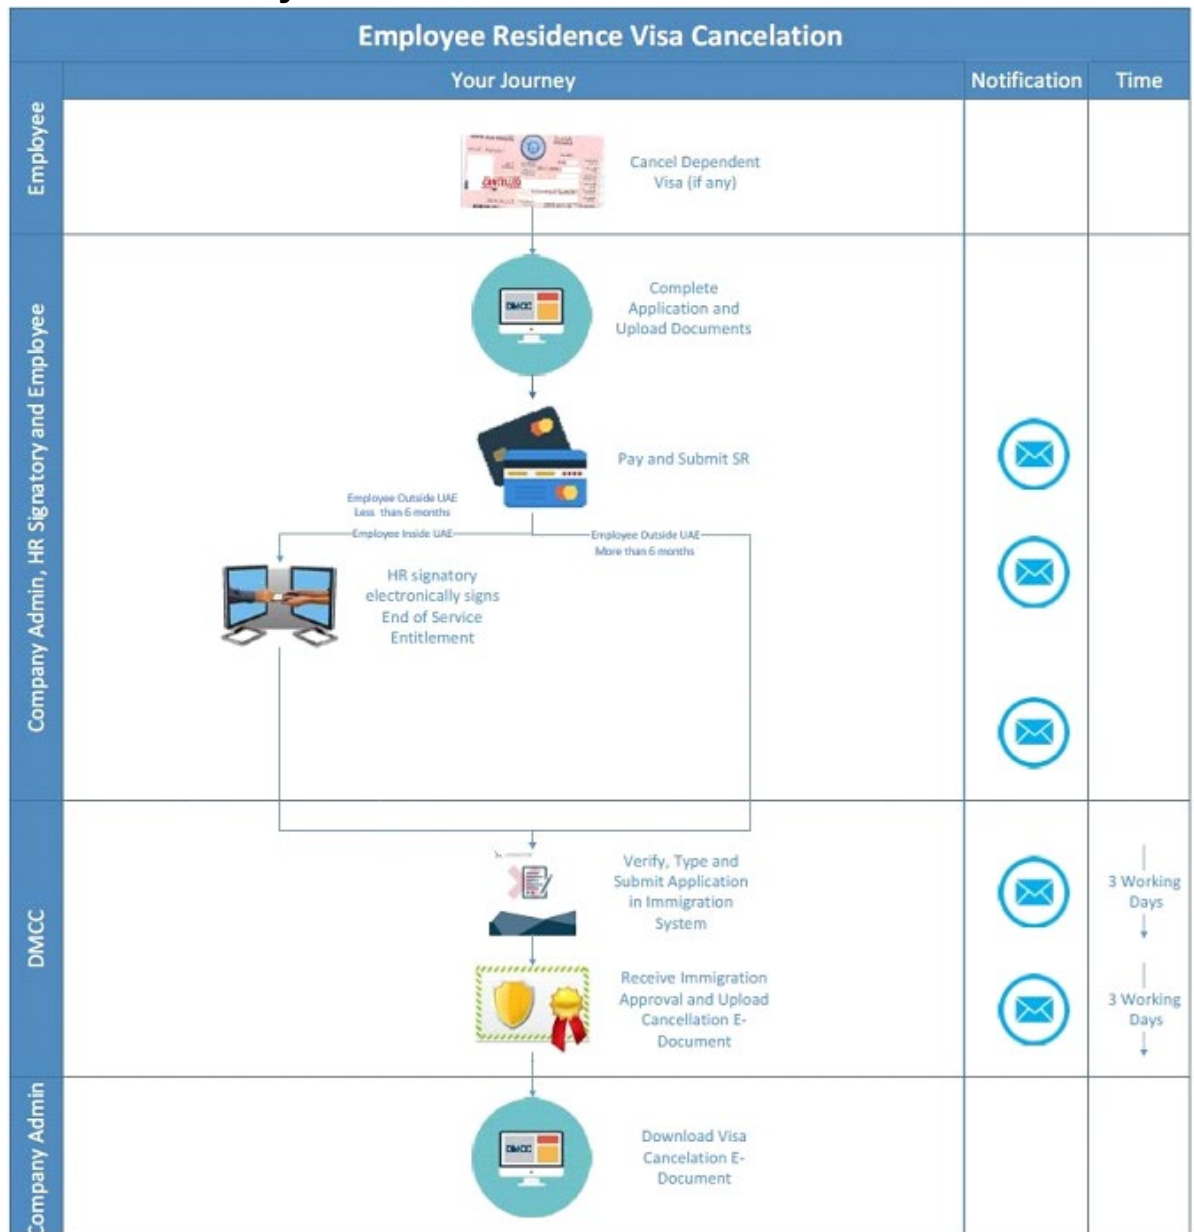 Employee Residence Visa Cancelation
Your Journey
Notification
Time
Employee
CANCELLED
Cancel Dependent
Visa (if any)
Company Admin, HR Signatory and Employee
DMCC
Complete
Application and
Upload Documents
Pay and Submit SR
Employee Outside UAE
Less than 6 months
Employee Inside UAE
Employee Outside UAE
More than 6 months
HR signatory
electronically signs
End of Service
Entitlement
DMCC
Verify, Type and
Submit Application
in Immigration
System
3 Working
Days
Receive Immigration
Approval and Upload
Cancellation E-
Document
3 Working
Days
Company Admin
DMCC
Download Visa
Cancelation E-
Document